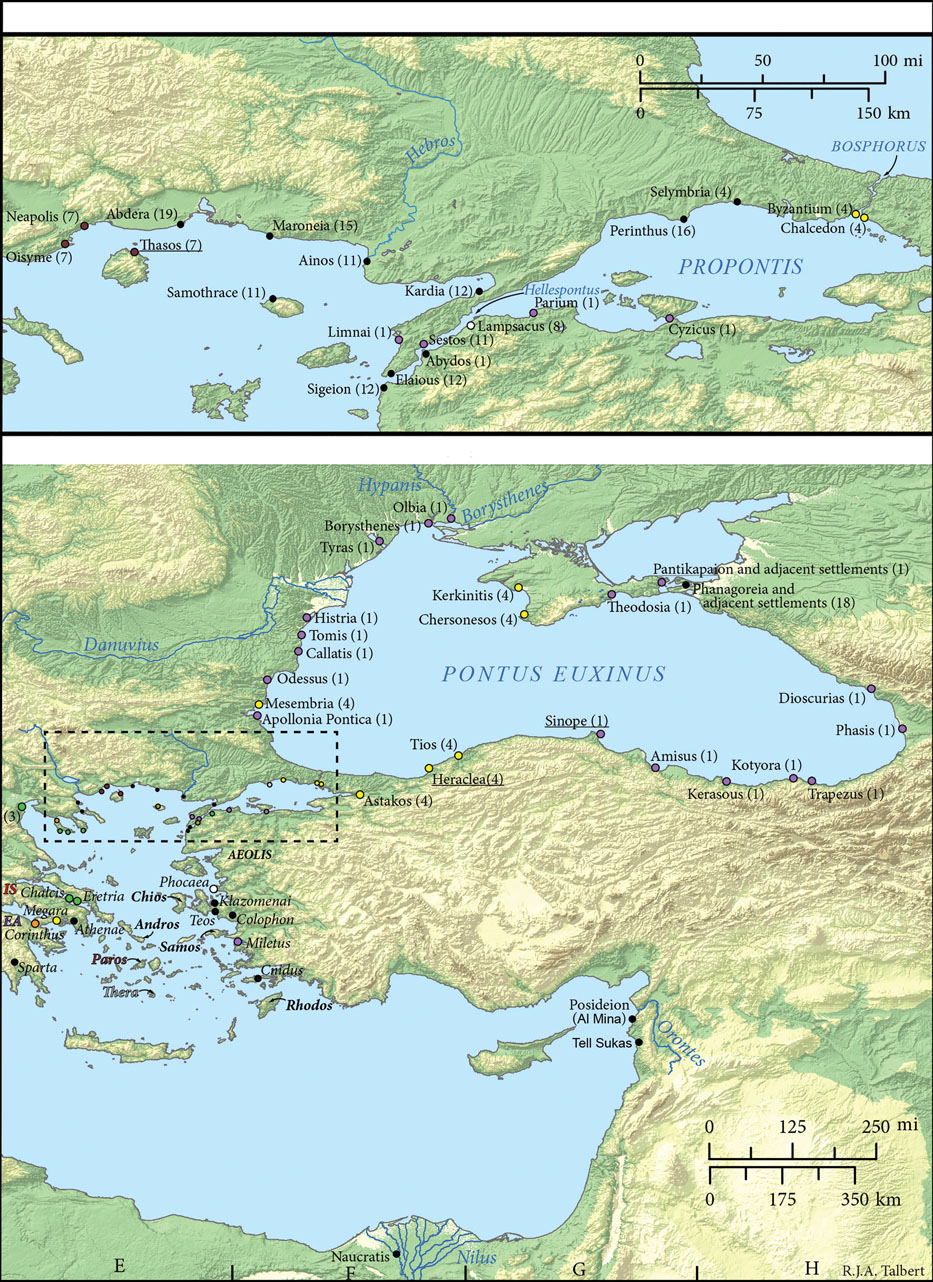 0 50 100 mi
0 75 150 km
BOSPHORUS
Hebros
Selymbria (4)
Neapolis (7)
Abdera (19)
Byzantium (4)
Maroneia (15)
Perinthus (16)
Chalcedon (4)
Thasos (7)
Oisyme (7)
Ainos (11)
PROPONTIS
Samothrace (11)
Kardia (12)
Hellespontus
Parium (1)
Limnai (1)
Lampsacus (8)
Cyzicus (1)
Sestos (11)
Abydos (1)
Elaious (12)
Sigeion (12)
Hypanis
Borysthenes
Olbia (1)
Borysthenes (1)
Tyras (1)
Pantikapaion and adjacent settlements (1)
Kerkinitis (4)
Phanagoreia and
adjacent settlements (18)
Theodosia (1)
Histria (1)
Chersonesos (4)
Tomis (1)
Danuvius
Callatis (1)
PONTUS EUXINUS
Odessus (1)
Dioscurias (1)
Mesembria (4)
Apollonia Pontica (1)
Sinope (1)
Phasis (1)
Tios (4)
Amisus (1)
Kotyora (1)
Heraclea(4)
Kerasous (1)
Trapezus (1)
Astakos (4)
(3)
AEOLIS
Phocaea
IS
Chalcis
Eretria
Chios
Klazomenai
Megara
Teos
Colophon
EA
Athenae
Andros
Corinthus
Samos
Miletus
Paros
Sparta
Cnidus
Thera
Rhodos
Posideion
(Al Mina)
Orontes
Tell Sukas
0 125 250 mi
0 175 350 km
Naucratis
Nilus
E F G H
R.J.A. Talbert